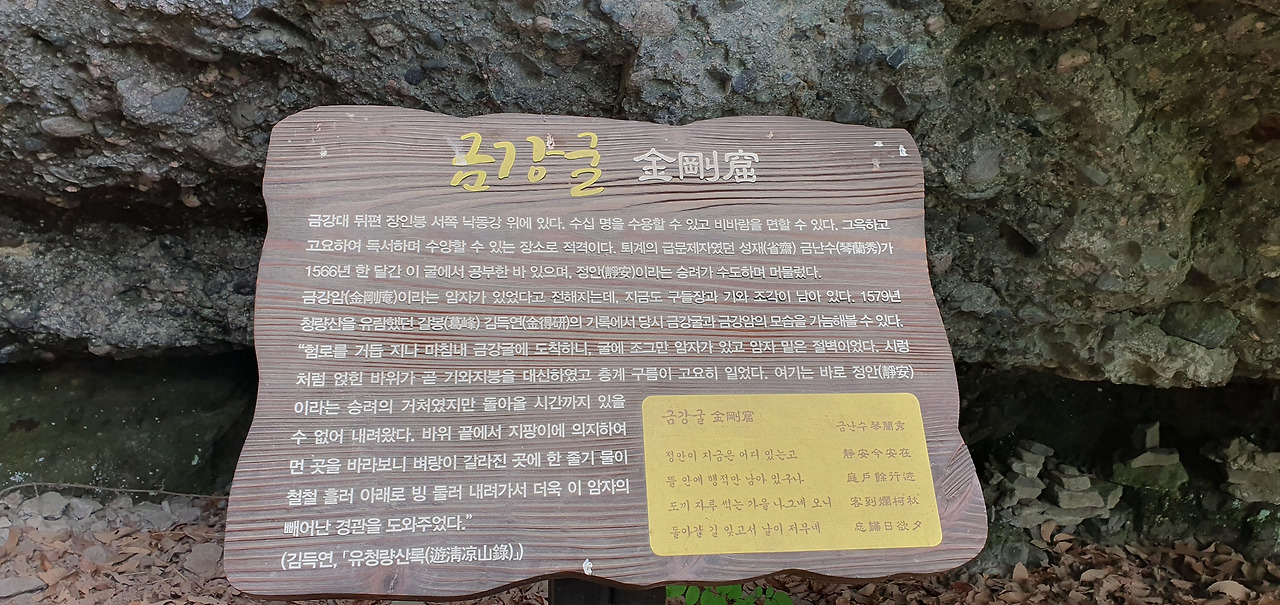 금강굴 金剛窟
금강대 뒤편 장인봉 서쪽 낙동강 위에 있다. 수십 명을 수용할 수 있고 비바람을 면할 수 있다. 그윽하고
고요하여 독서하며 수양할 수 있는 장소로 적격이다. 퇴계의 급문제자였던 성재(省齋) 금난수(琴蘭秀)가
1566년 한 달간 이 굴에서 공부한 바 있으며, 정안(靜安)이라는 승려가 수도하며 머물렀다.
금강암(金剛庵)이라는 암자가 있었다고 전해지는데, 지금도 구들장과 기와 조각이 남아 있다. 1579년
청량산을 유람했던 갈봉(葛峰) 김득연(金得硏)의 기록에서 당시 금강굴과 금강암의 모습을 가늠해볼 수 있다.
“험로를 거듭 지나 마침내 금강굴에 도착하니, 굴에 조그만 암자가 있고 암자 밑은 절벽이었다. 시렁
처럼 얹힌 바위가 곧 기와지붕을 대신하였고 층계 구름이 고요히 일었다. 여기는 바로 정안(靜安)
이라는 승려의 거처였지만 돌아올 시간까지 있을
수 없어 내려왔다. 바위 끝에서 지팡이에 의지하여
먼 곳을 바라보니 벼랑이 갈라진 곳에 한 줄기 물이
철철 흘러 아래로 빙 둘러 내려가서 더욱 이 암자의
빼어난 경관을 도와주었다.”
(김득연, 「유청량산록(遊淸凉山錄)」)
금강굴 金剛窟
금난수 琴蘭秀
정안이 지금은 어디 있는고 靜安今安在
뜰 안에 행적만 남아 있구나 庭戶餘行迹
도끼 자루 썩는 가을 나그네 오니 客到爛柯秋
돌아갈 길 잊고서 날이 저무네 忘歸日欲夕